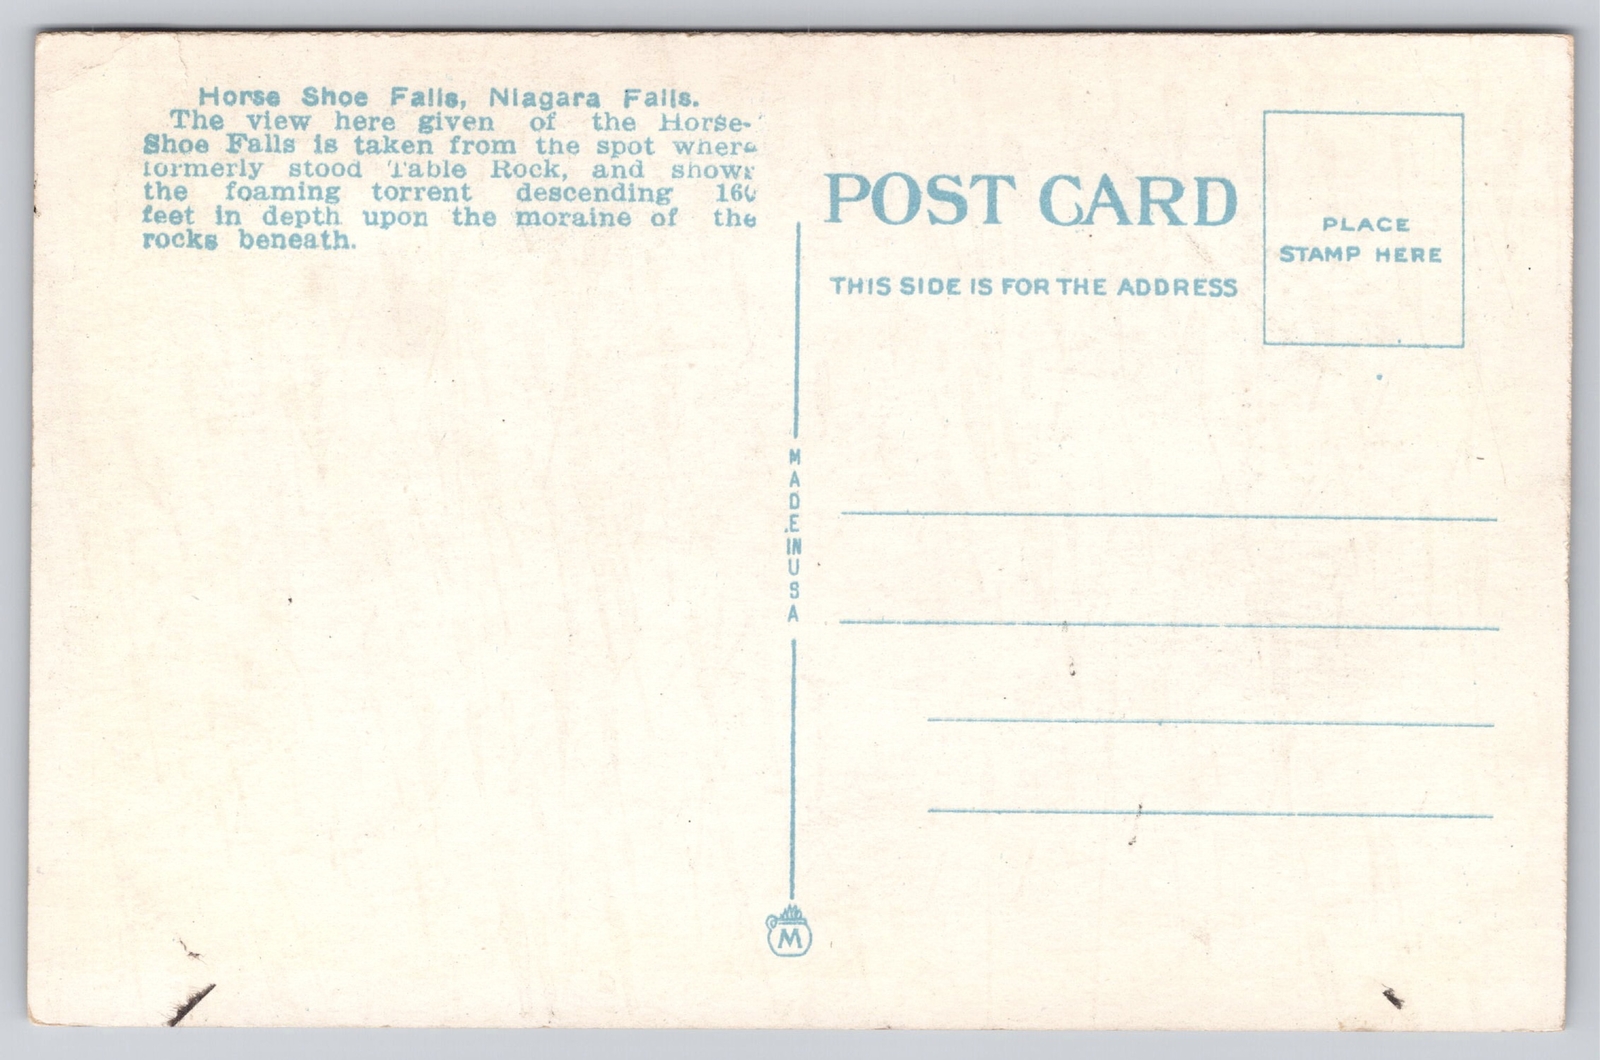 Horse Shoe Falls, Niagara Falls.
The view here given of the Horse-
Shoe Falls is taken from the spot where
formerly stood Table Rock, and shows
the foaming torrent descending 160
feet in depth upon the moraine of the
rocks beneath.
POST CARD
THIS SIDE IS FOR THE ADDRESS
PLACE
STAMP HERE
MADE IN USA
M